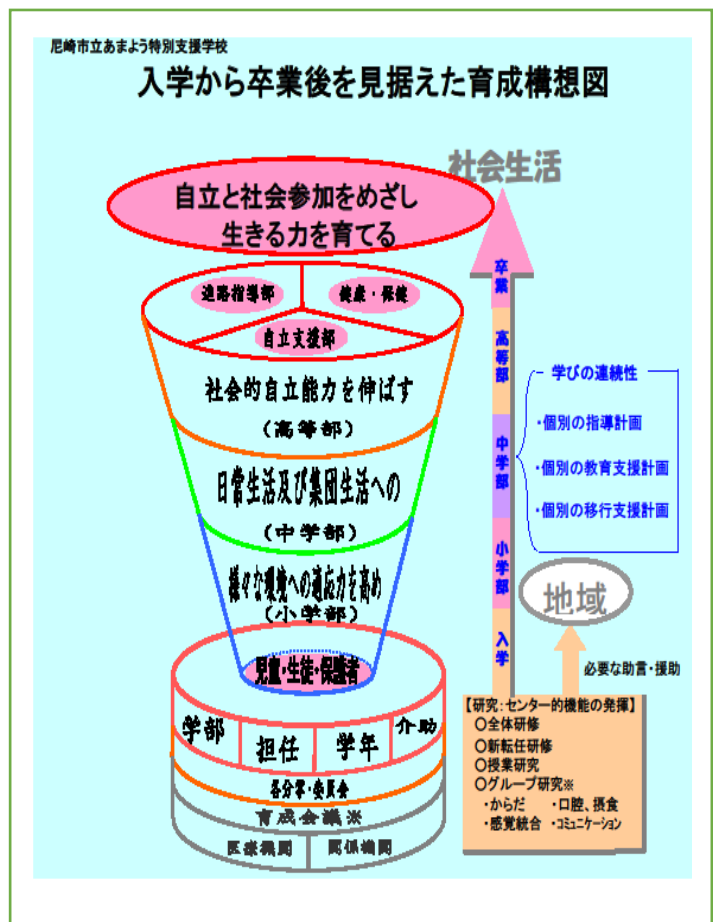 尼崎市立あまよう特別支援学校
入学から卒業後を見据えた育成構想図
社会生活
自立と社会参加をめざし
生きる力を育てる
進路指導部
健康・保健
自立支援部
社会的自立能力を伸ばす
(高等部)
日常生活及び集団生活への
(中学部)
様々な環境への適応力を高め
(小学部)
児童・生徒・保護者
学部
担任
学年
介助
各分掌・委員会
育成会議※
医療機関
関係機関
卒業
高等部
中学部
小学部
入学
学びの連続性
・個別の指導計画
・個別の教育支援計画
・個別の移行支援計画
地域
必要な助言・援助
【研究:センター的機能の発揮】
〇全体研修
〇新転任研修
〇授業研究
〇グループ研究※
・からだ ・口腔、摂食
・感覚統合 ・コミュニケーション